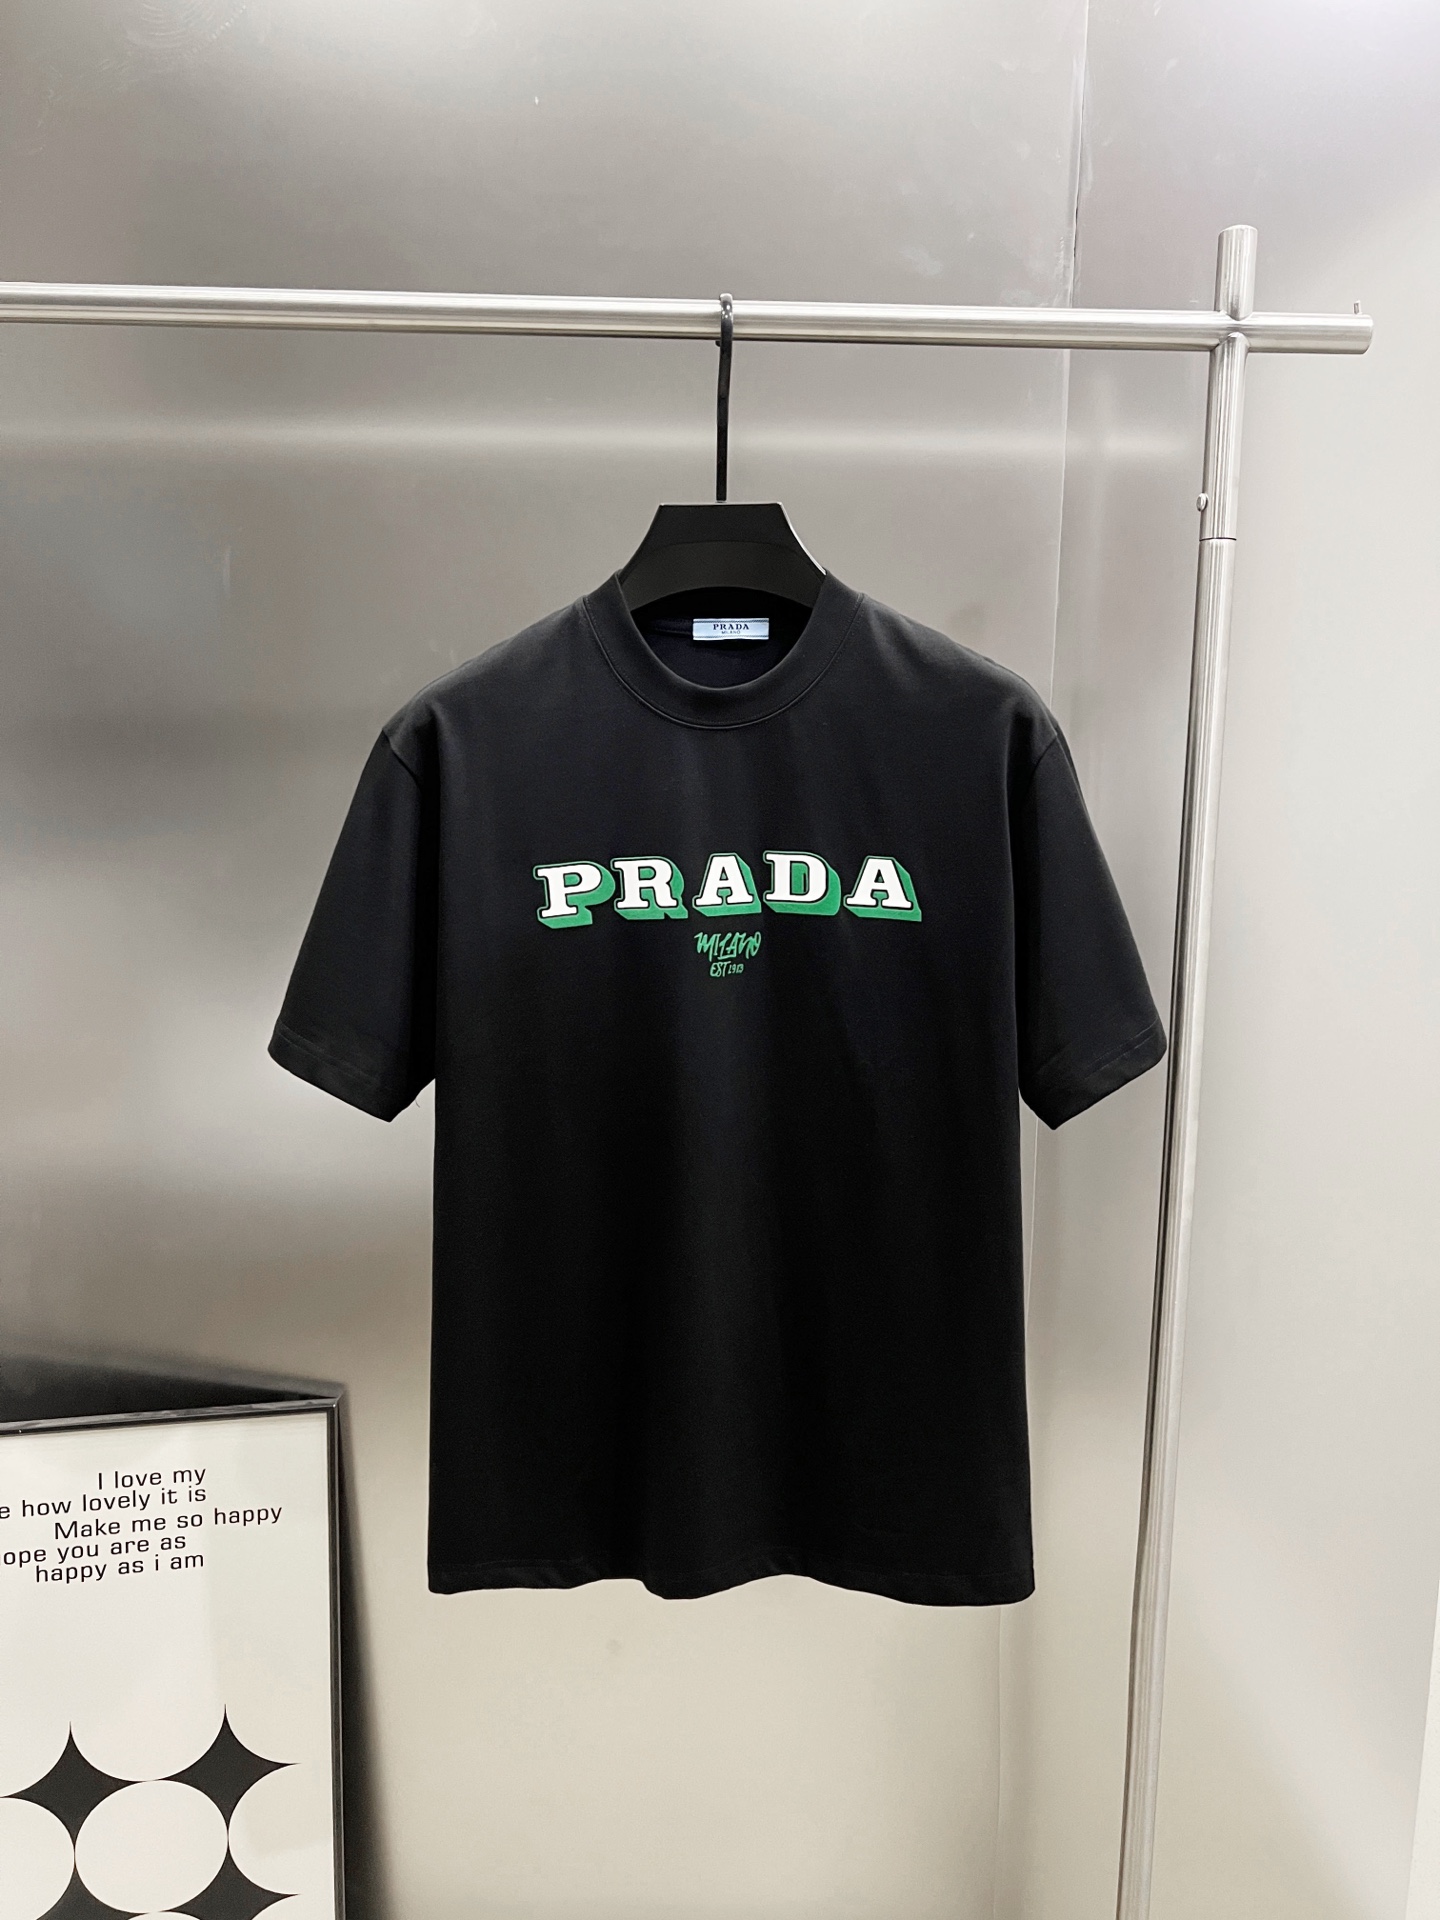 PRADA
MILANO
PRADA
MILANO
EST 1913
I love my
e how lovely it is
Make me so happy
ope you are as
happy as i am